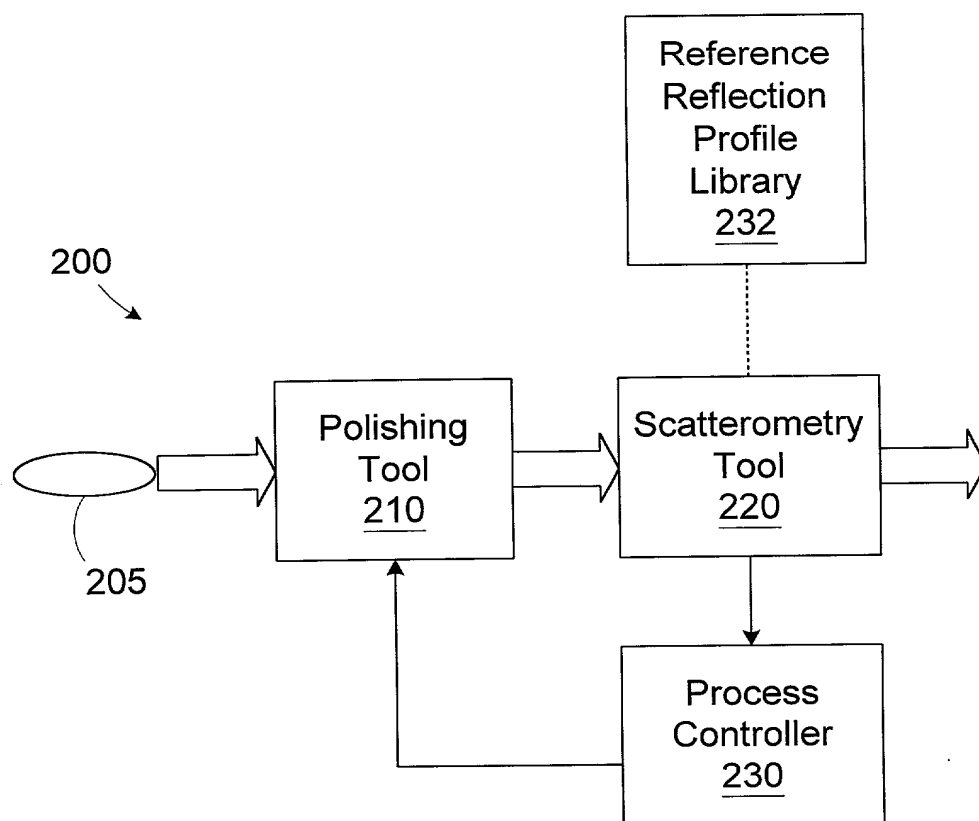 Reference
Reflection
Profile
Library
232
200
Polishing
Tool
210
Scatterometry
Tool
220
205
Process
Controller
230